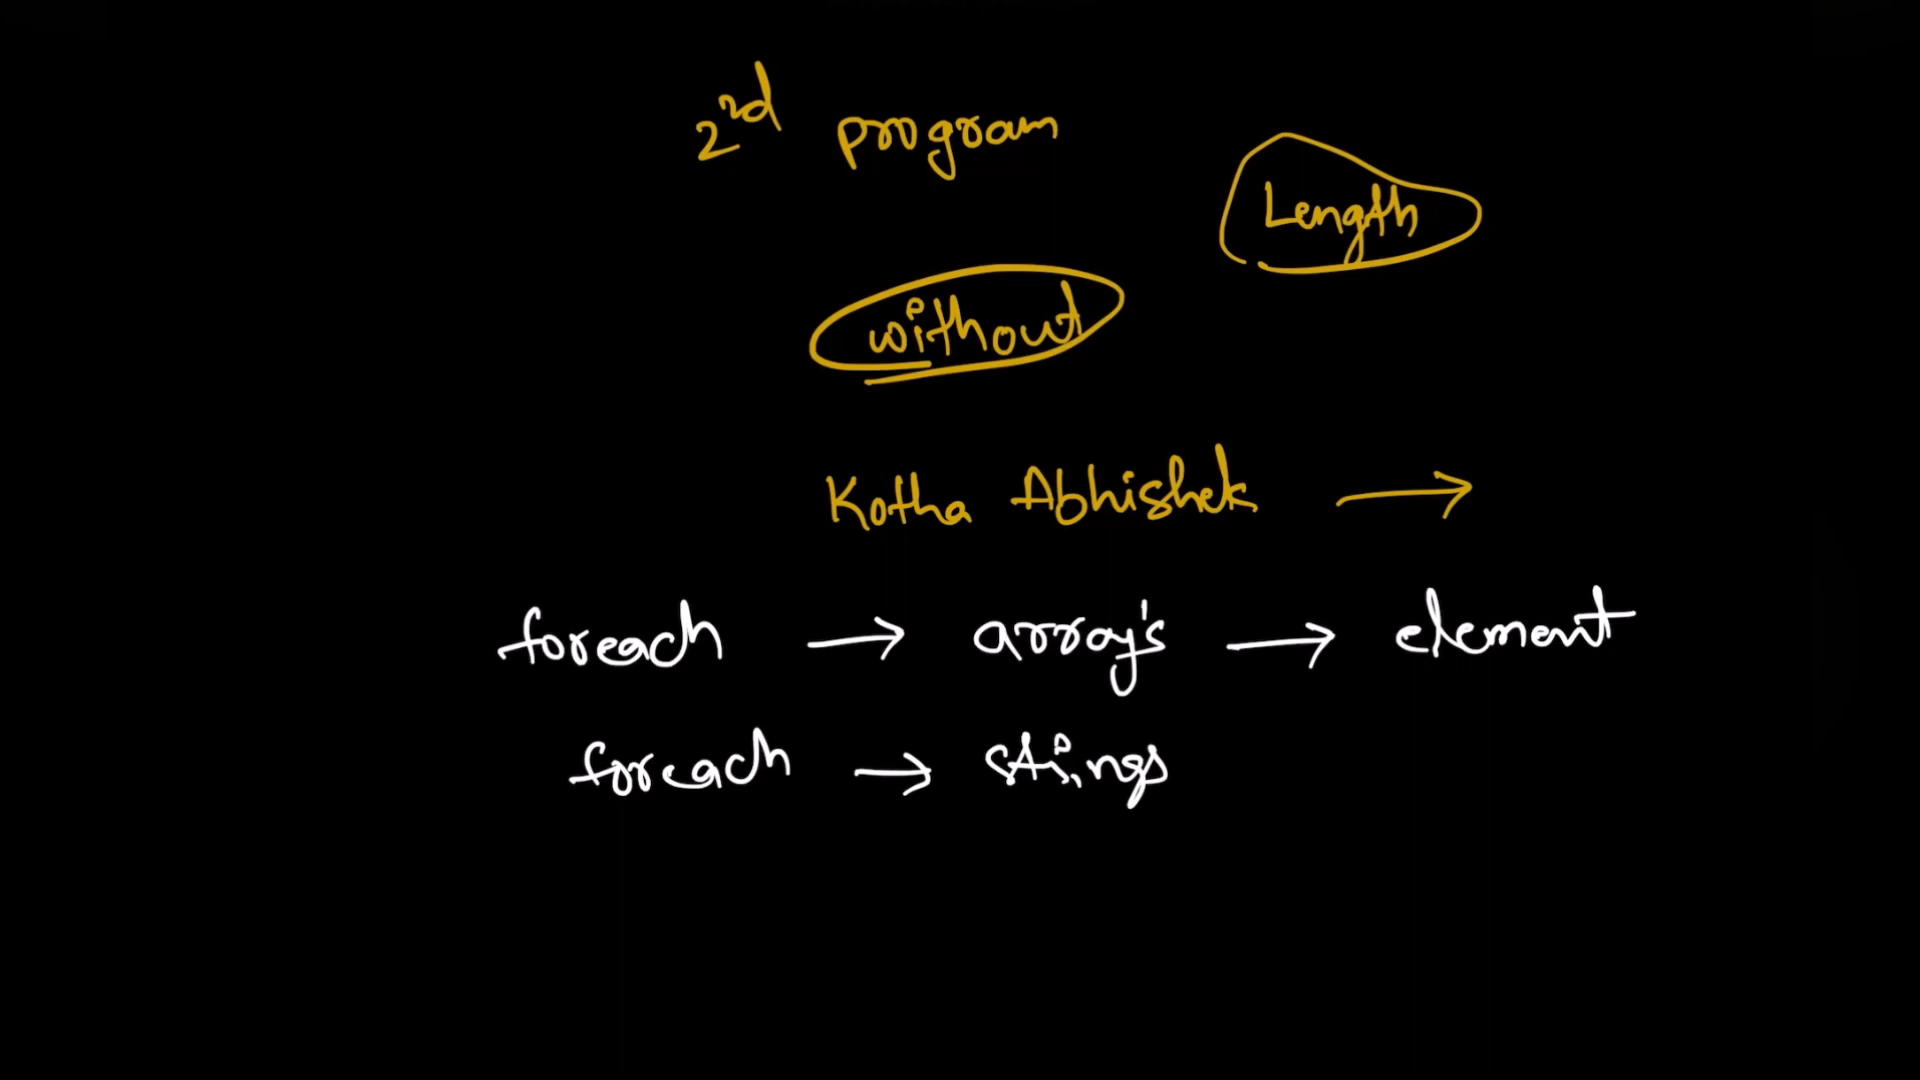 2nd program
Length
without
Kotha Abhishek →
foreach → array's → element
foreach → strings